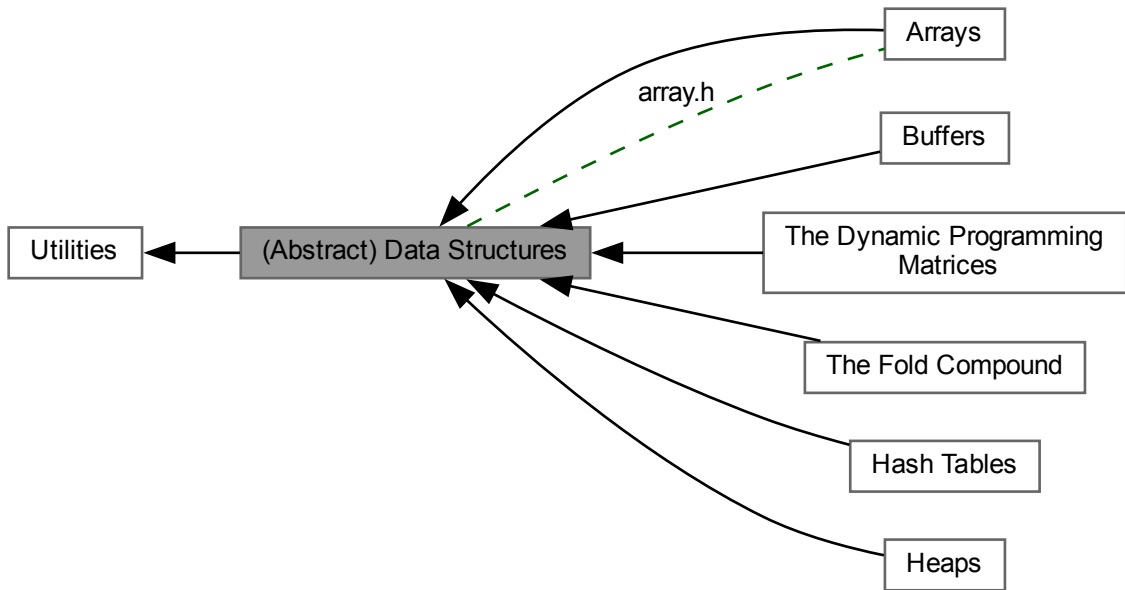 Arrays
array.h
Buffers
The Dynamic Programming
Matrices
Utilities
(Abstract) Data Structures
The Fold Compound
Hash Tables
Heaps